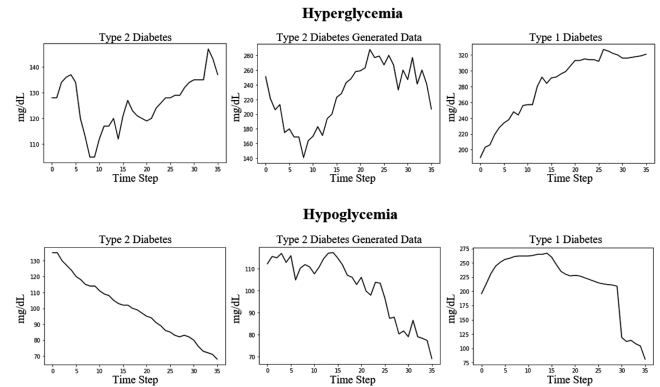 Hyperglycemia
Type 2 Diabetes
Type 2 Diabetes Generated Data
Type 1 Diabetes
mg/dL
140
130
120
110
0 5 10 15 20 25 30 35
Time Step
mg/dL
280
260
240
220
200
180
160
140
0 5 10 15 20 25 30 35
Time Step
mg/dL
320
300
280
260
240
220
200
0 5 10 15 20 25 30 35
Time Step
Hypoglycemia
Type 2 Diabetes
Type 2 Diabetes Generated Data
Type 1 Diabetes
mg/dL
130
120
110
100
90
80
70
0 5 10 15 20 25 30 35
Time Step
mg/dL
110
100
90
80
70
0 5 10 15 20 25 30 35
Time Step
mg/dL
275
250
225
200
175
150
125
100
75
0 5 10 15 20 25 30 35
Time Step